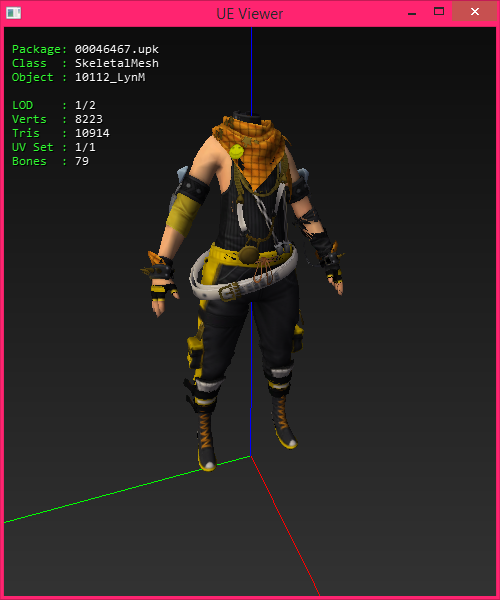 UE Viewer
Package: 00046467.upk
Class : SkeletalMesh
Object : 10112_LynM
LOD : 1/2
Verts : 8223
Tris : 10914
UV Set : 1/1
Bones : 79